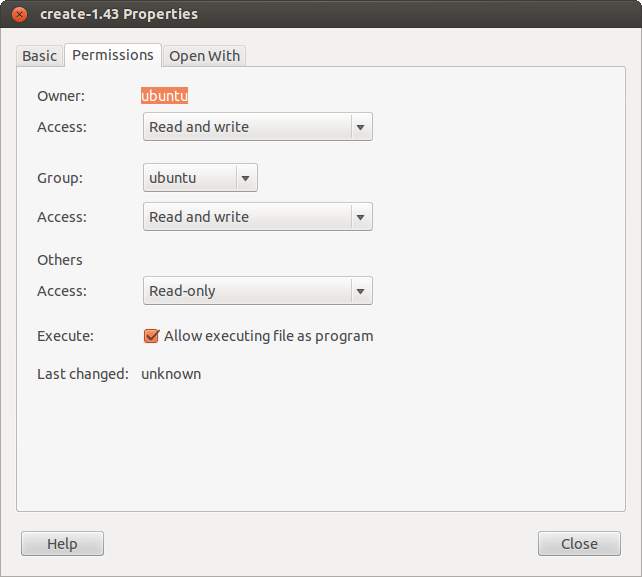 create-1.43 Properties
Basic Permissions Open With
Owner: ubuntu
Access: Read and write
Group: ubuntu
Access: Read and write
Others
Access: Read-only
Execute: Allow executing file as program
Last changed: unknown
Help Close